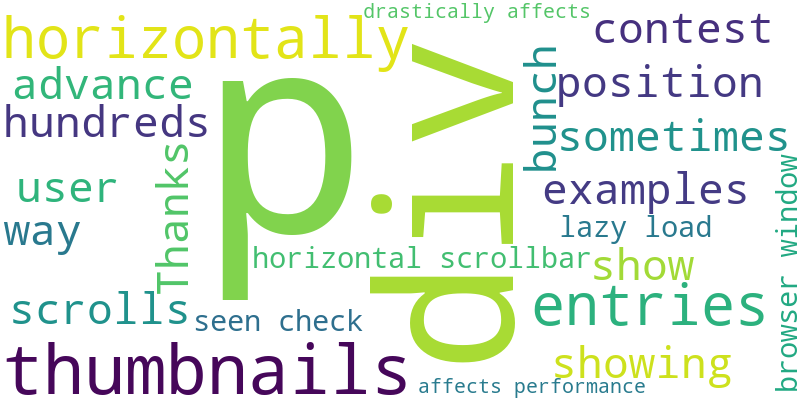 drastically affects
horizontally
contest
advance
p
div
bunch
position
hundreds
sometimes
Thanks
user
examples
browser window
way
lazy load
horizontal scrollbar
show
scrolls
seen check
entries
thumbnails
showing
affects performance